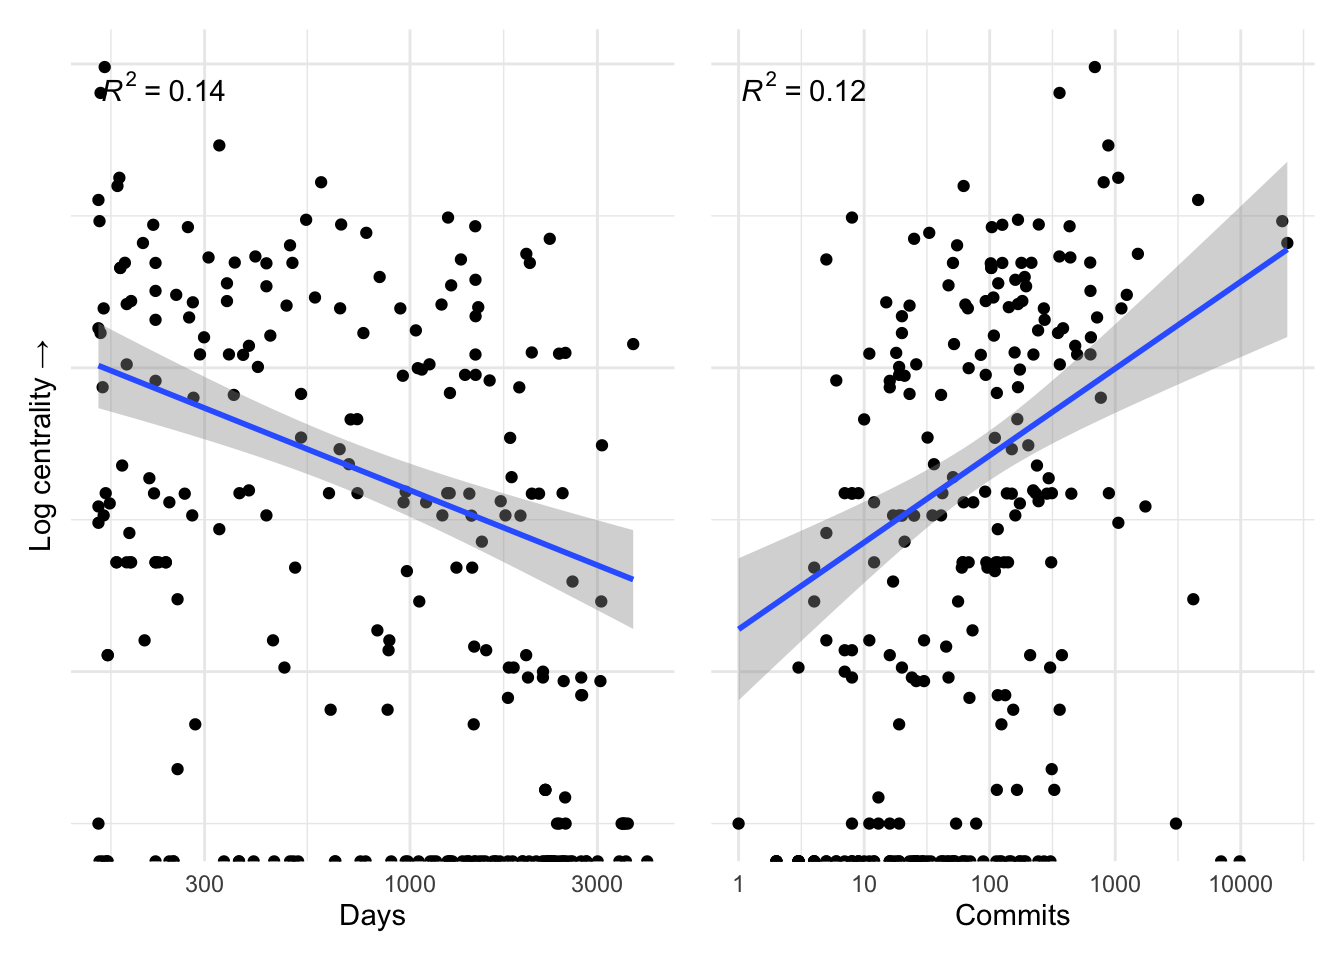 R² = 0.14
R² = 0.12
Log centrality →
300 1000 3000
1 10 100 1000 10000
Days
Commits